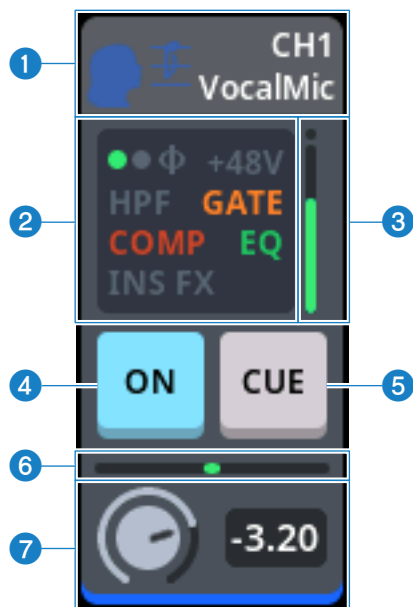 1
CH1
VocalMic
2
Φ +48V
HPF GATE
COMP EQ
INS FX
3
4
ON CUE
5
6
7
-3.20